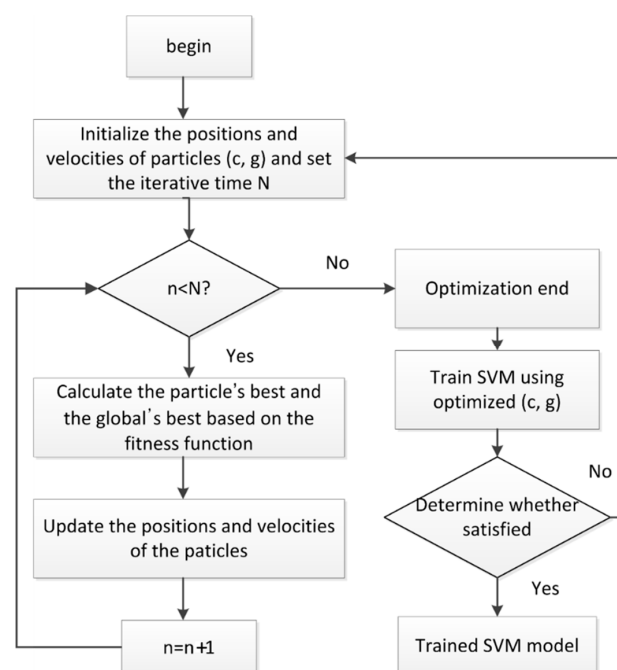 begin
Initialize the positions and
velocities of particles (c, g) and set
the iterative time N
n<N?
No
Optimization end
Yes
Calculate the particle's best and
the global's best based on the
fitness function
Train SVM using
optimized (c, g)
Update the positions and velocities
of the paticles
Determine whether
satisfied
No
Yes
n=n+1
Trained SVM model